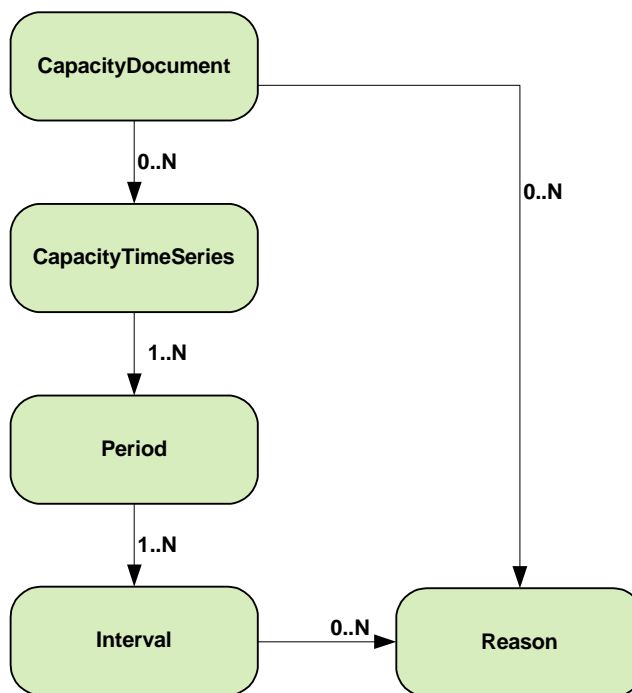 CapacityDocument
0..N
0..N
CapacityTimeSeries
1..N
Period
1..N
Interval
0..N
Reason